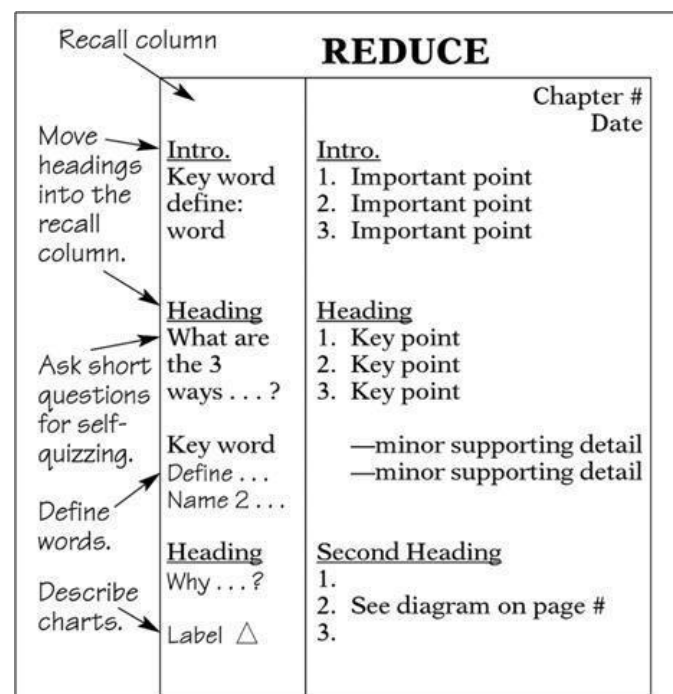 Recall column
REDUCE
Chapter #
Date
Move
headings
into the
recall
column.
Intro.
Key word
define:
word
Intro.
1. Important point
2. Important point
3. Important point
Ask short
questions
for self-
quizzing.
Heading
What are
the 3
ways . . . ?
Heading
1. Key point
2. Key point
3. Key point
Define
words.
Key word
Define . . .
Name 2 . . .
—minor supporting detail
—minor supporting detail
Describe
charts.
Heading
Why . . . ?
Label △
Second Heading
1.
2. See diagram on page #
3.